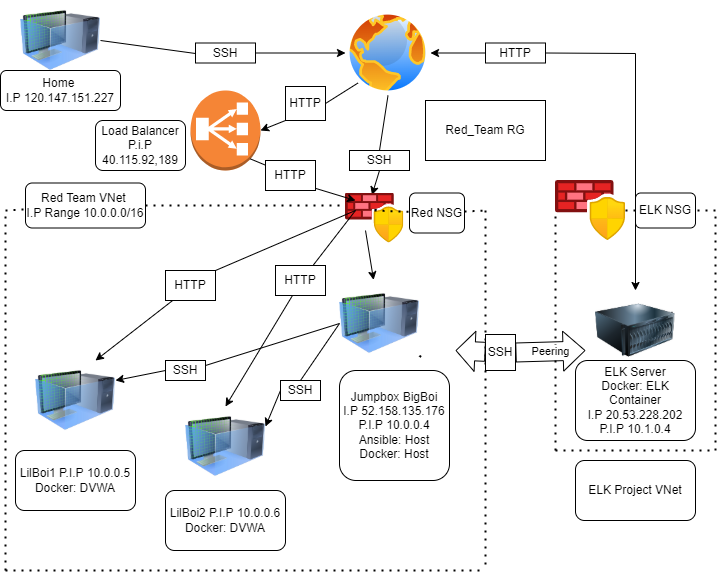 SSH
HTTP
Home
I.P 120.147.151.227
HTTP
Load Balancer
P.i.P
40.115.92,189
Red_Team RG
SSH
HTTP
Red Team VNet
I.P Range 10.0.0.0/16
Red NSG
ELK NSG
HTTP
HTTP
SSH
Peering
SSH
SSH
ELK Server
Docker: ELK
Container
I.P 20.53.228.202
P.I.P 10.1.0.4
Jumpbox BigBoi
I.P 52.158.135.176
P.I.P 10.0.0.4
Ansible: Host
Docker: Host
LilBoi1 P.I.P 10.0.0.5
Docker: DVWA
LilBoi2 P.I.P 10.0.0.6
Docker: DVWA
ELK Project VNet